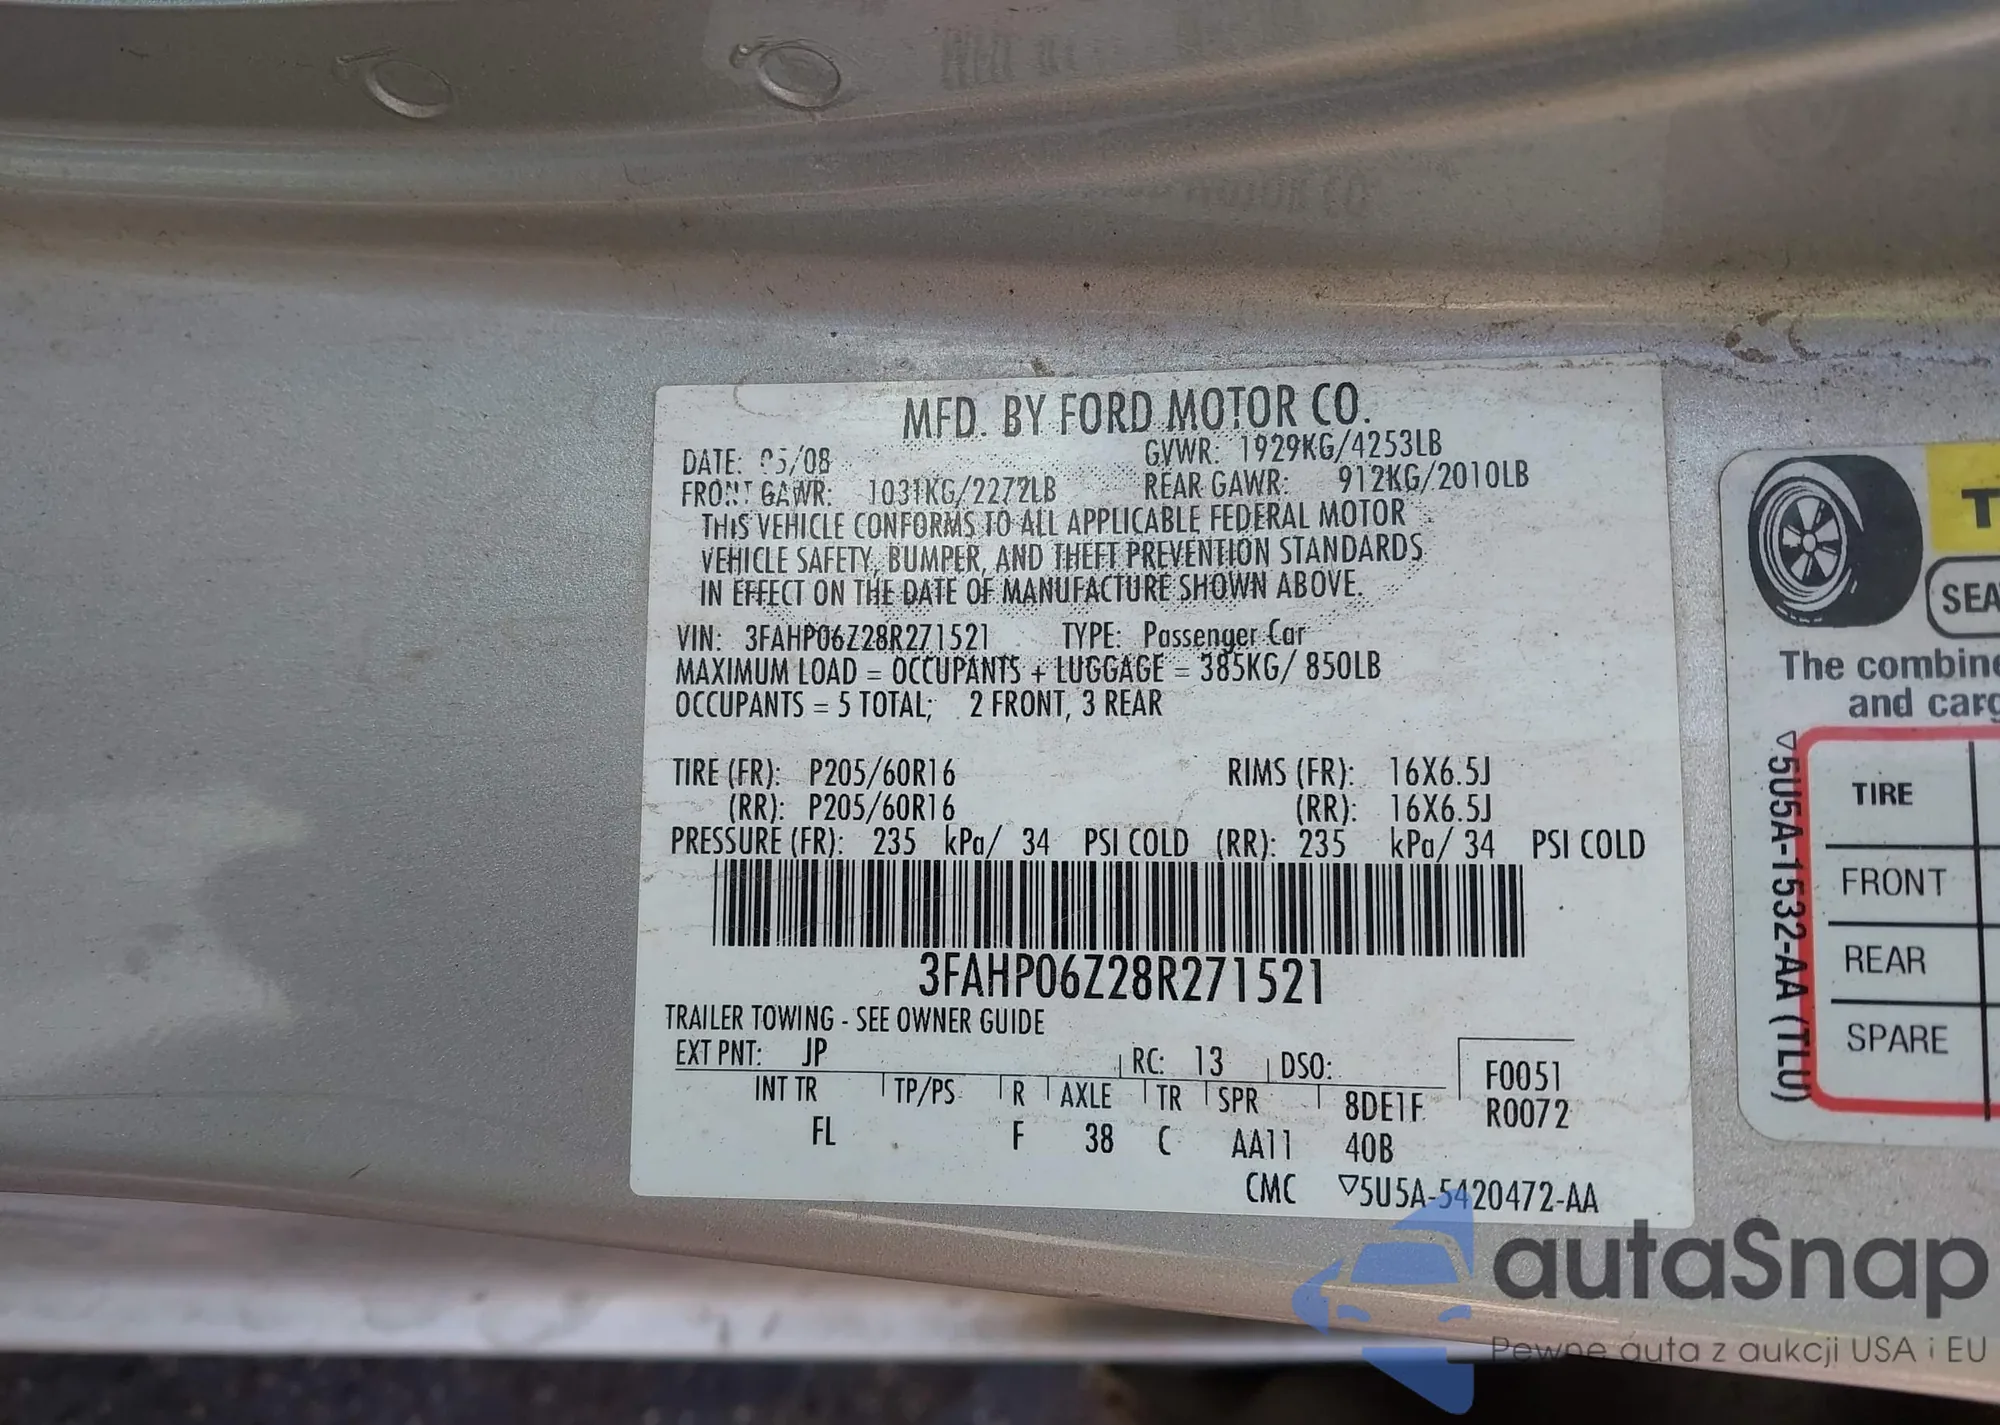 MFD. BY FORD MOTOR CO.
DATE: 05/08 GVWR: 1929KG/4253LB
FRONT GAWR: 1031KG/2272LB REAR GAWR: 912KG/2010LB
THIS VEHICLE CONFORMS TO ALL APPLICABLE FEDERAL MOTOR
VEHICLE SAFETY, BUMPER, AND THEFT PREVENTION STANDARDS
IN EFFECT ON THE DATE OF MANUFACTURE SHOWN ABOVE.
VIN: 3FAHP06Z28R271521 TYPE: Passenger Car
MAXIMUM LOAD = OCCUPANTS + LUGGAGE = 385KG/ 850LB
OCCUPANTS = 5 TOTAL; 2 FRONT, 3 REAR
TIRE (FR): P205/60R16 RIMS (FR): 16X6.5J
(RR): P205/60R16 (RR): 16X6.5J
PRESSURE (FR): 235 kPa/ 34 PSI COLD (RR): 235 kPa/ 34 PSI COLD
3FAHP06Z28R271521
TRAILER TOWING - SEE OWNER GUIDE
EXT PNT: JP RC: 13 DSO: F0051
INT TR TP/PS R AXLE TR SPR 8DE1F R0072
FL F 38 C AA11 40B
CMC ▽5U5A-5420472-AA
T
SEA
The combine
and carg
▽5U5A-1532-AA (TLU)
TIRE
FRONT
REAR
SPARE
autoSnap
Pewne auta z aukcji USA i EU